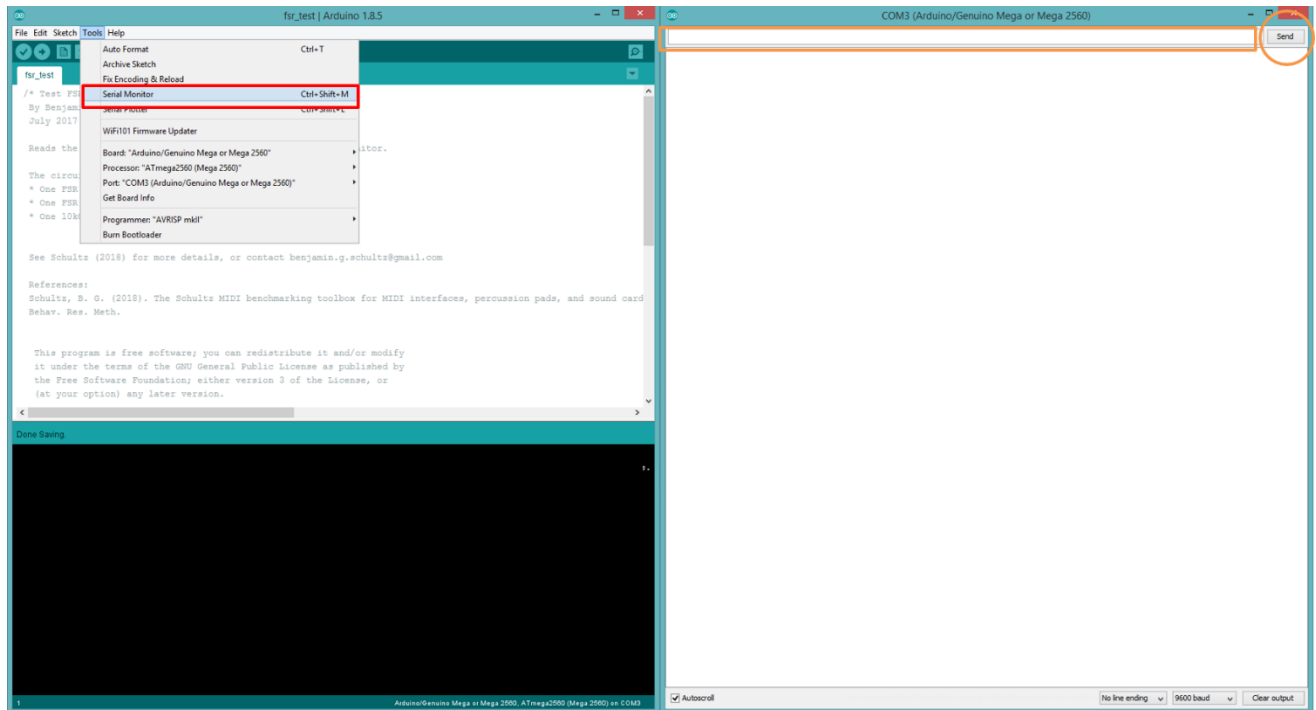 fsr_test | Arduino 1.8.5
File Edit Sketch Tools Help
Auto Format Ctrl+T
Archive Sketch
Fix Encoding & Reload
Serial Monitor Ctrl+Shift+M
Serial Plotter Ctrl+Shift+L
WiFi101 Firmware Updater
Board: "Arduino/Genuino Mega or Mega 2560"
Processor: "ATmega2560 (Mega 2560)"
Port: "COM3 (Arduino/Genuino Mega or Mega 2560)"
Get Board Info
Programmer: "AVRISP mkII"
Burn Bootloader
fsr_test
/* Test FS
By Benjam
July 2017
Reads the itor.
The circu
* One FSR
* One FSR
* One 10k
See Schultz (2018) for more details, or contact benjamin.g.schultz@gmail.com
References:
Schultz, B. G. (2018). The Schultz MIDI benchmarking toolbox for MIDI interfaces, percussion pads, and sound card
Behav. Res. Meth.
This program is free software; you can redistribute it and/or modify
it under the terms of the GNU General Public License as published by
the Free Software Foundation; either version 3 of the License, or
(at your option) any later version.
Done Saving.
1 Arduino/Genuino Mega or Mega 2560, ATmega2560 (Mega 2560) on COM3
COM3 (Arduino/Genuino Mega or Mega 2560)
Send
Autoscroll No line ending 9600 baud Clear output